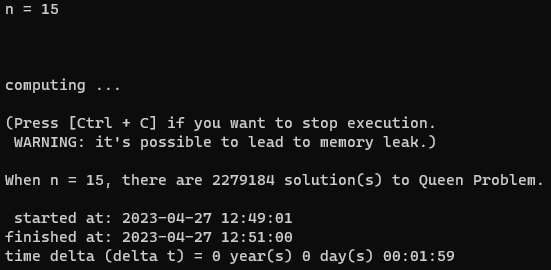 n = 15
computing ...
(Press [Ctrl + C] if you want to stop execution.
WARNING: it's possible to lead to memory leak.)
When n = 15, there are 2279184 solution(s) to Queen Problem.
started at: 2023-04-27 12:49:01
finished at: 2023-04-27 12:51:00
time delta (delta t) = 0 year(s) 0 day(s) 00:01:59